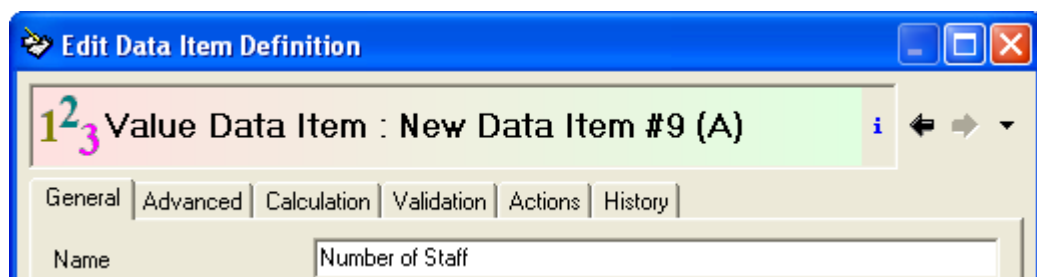 Edit Data Item Definition
123 Value Data Item : New Data Item #9 (A) i
General Advanced Calculation Validation Actions History
Name Number of Staff